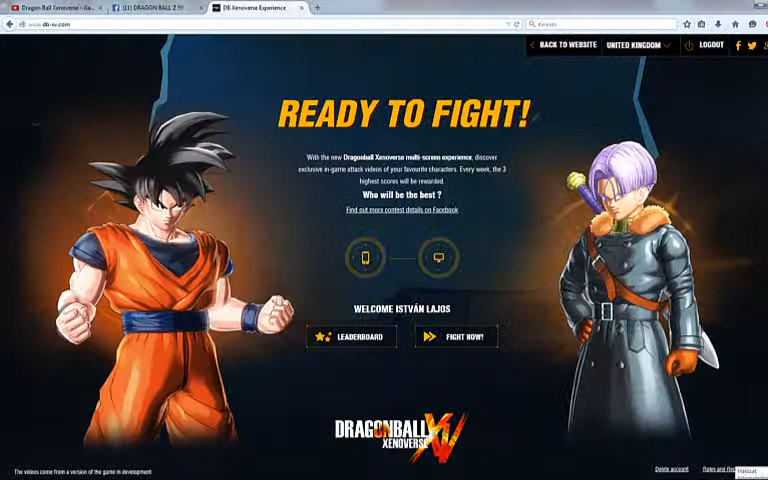 Dragon Ball Xenoverse - Ga...
(11) DRAGON BALL Z !!!!
DB Xenoverse Experience
www.db-xv.com
Keresés
BACK TO WEBSITE
UNITED KINGDOM
LOGOUT
READY TO FIGHT!
With the new Dragonball Xenoverse multi-screen experience, discover
exclusive in-game attack videos of your favourite characters. Every week, the 3
highest scores will be rewarded.
Who will be the best ?
Find out more contest details on Facebook
WELCOME ISTVÁN LAJOS
LEADERBOARD
FIGHT NOW!
DRAGONBALL XV
XENOVERSE
The videos come from a version of the game in development
Delete account
Rules and
Hálózat